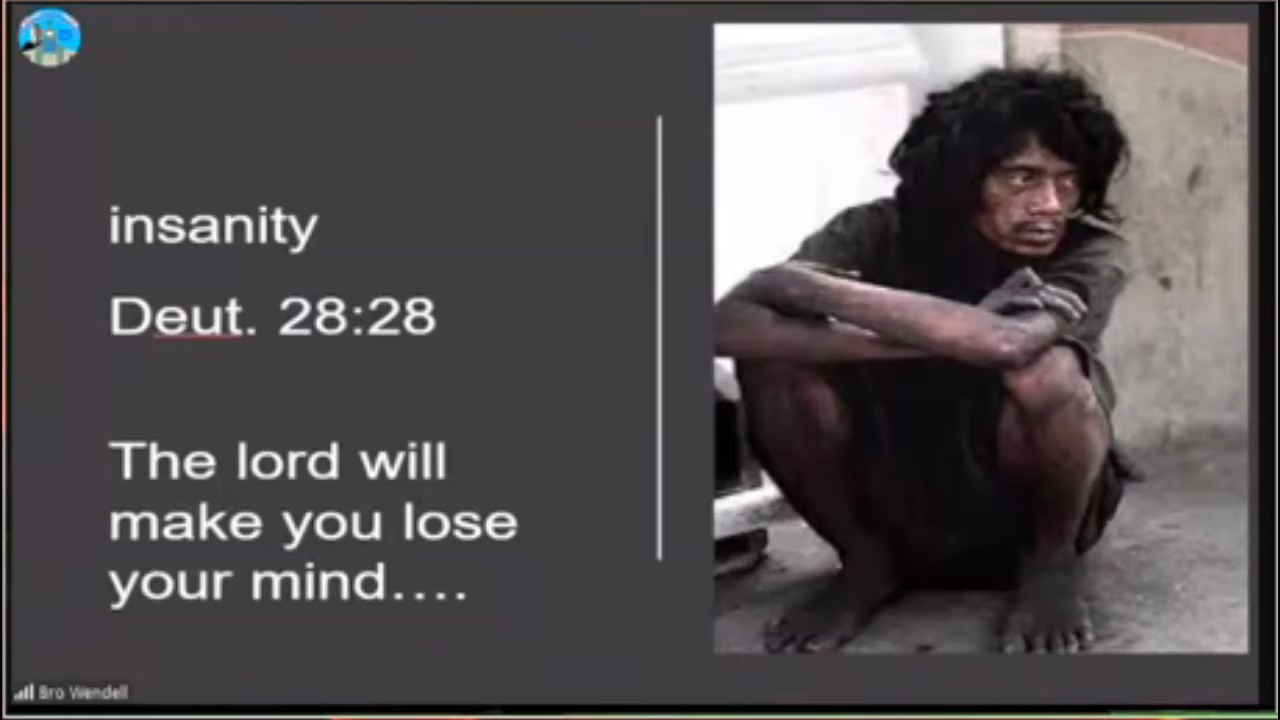 insanity
Deut. 28:28
The lord will
make you lose
your mind....
Bro Wendell